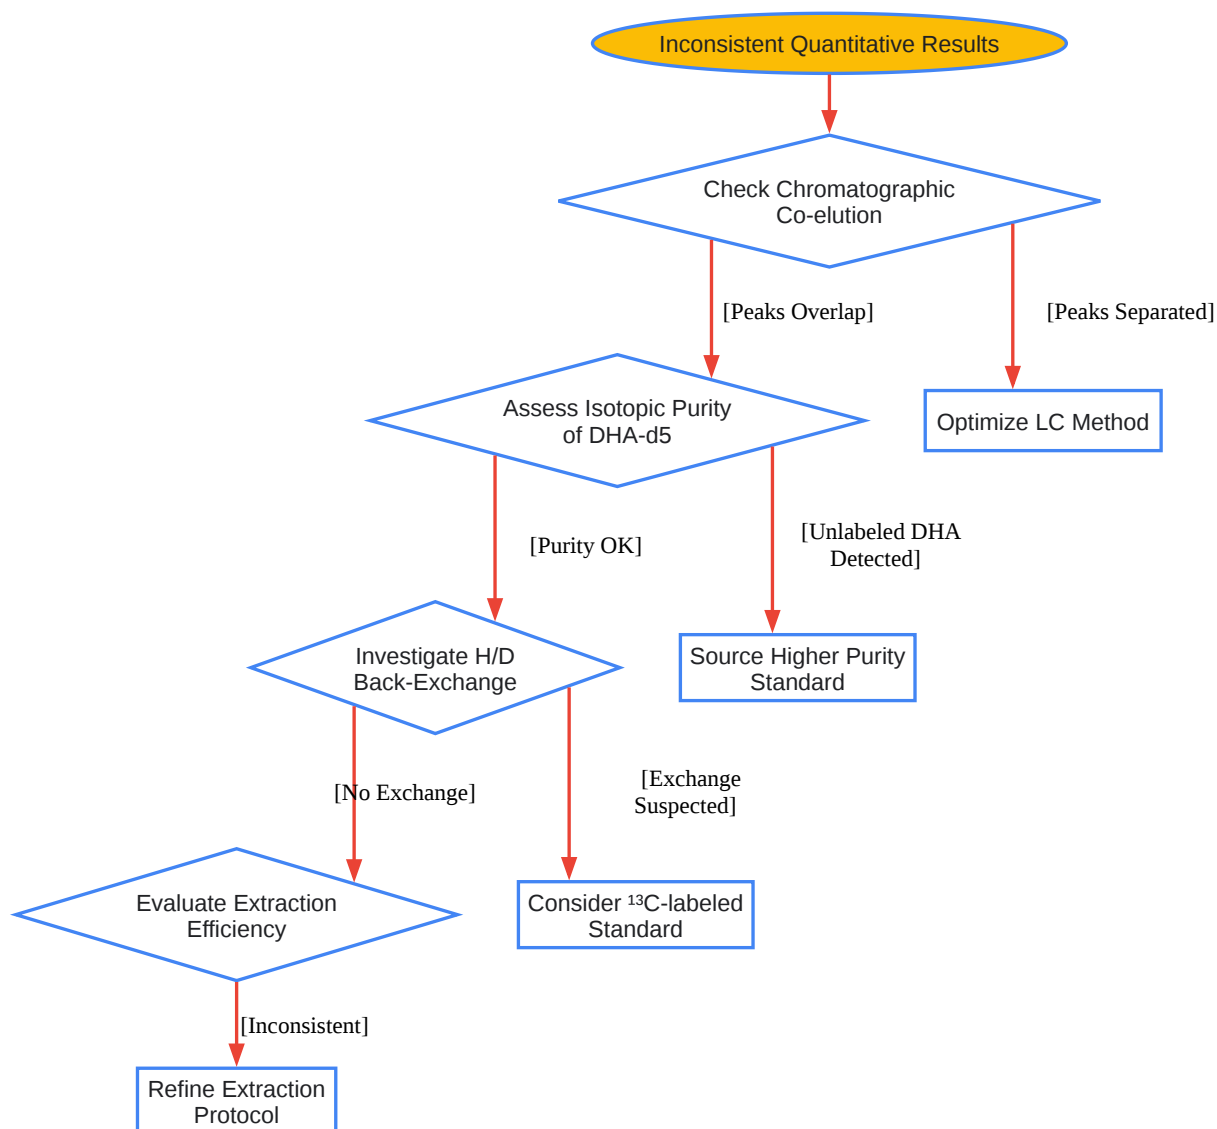 Inconsistent Quantitative Results
Check Chromatographic
Co-elution
[Peaks Overlap]
[Peaks Separated]
Assess Isotopic Purity
of DHA-d5
Optimize LC Method
[Purity OK]
[Unlabeled DHA
Detected]
Investigate H/D
Back-Exchange
Source Higher Purity
Standard
[No Exchange]
[Exchange
Suspected]
Evaluate Extraction
Efficiency
Consider ¹³C-labeled
Standard
[Inconsistent]
Refine Extraction
Protocol